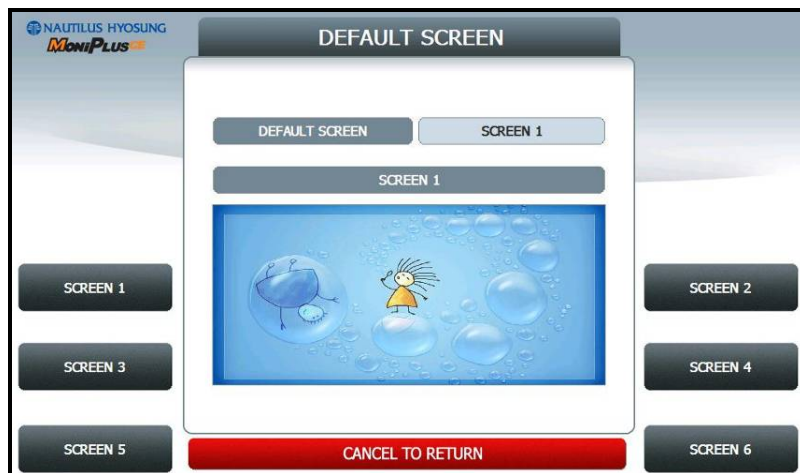 NAUTILUS HYOSUNG
MONIPLUSCE
DEFAULT SCREEN
DEFAULT SCREEN
SCREEN 1
SCREEN 1
SCREEN 1
SCREEN 2
SCREEN 3
SCREEN 4
SCREEN 5
CANCEL TO RETURN
SCREEN 6